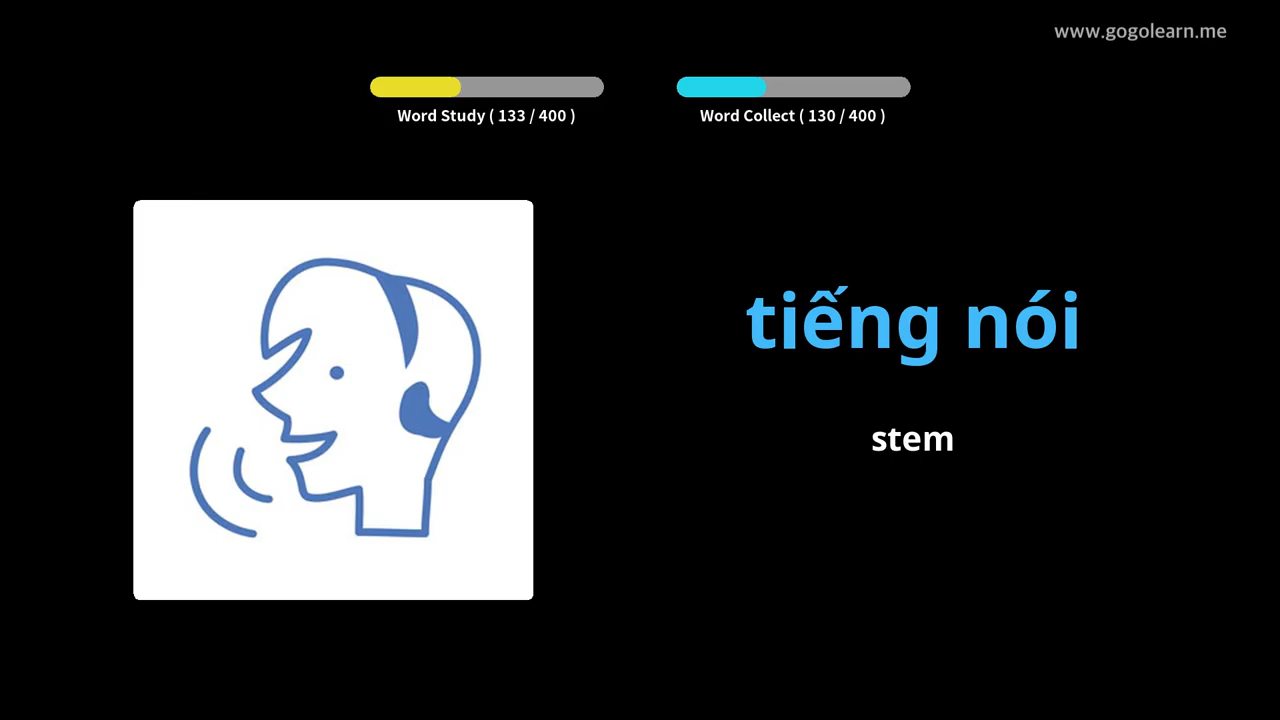 www.gogolearn.me
Word Study ( 133 / 400 )
Word Collect ( 130 / 400 )
tiếng nói
stem